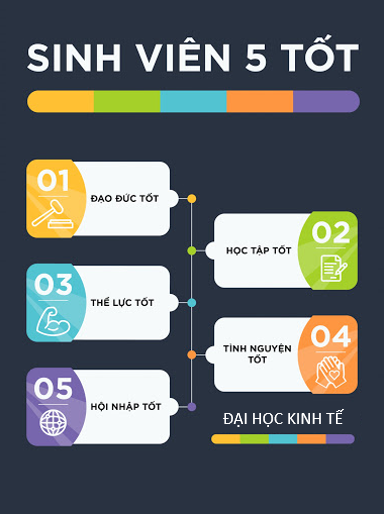 SINH VIÊN 5 TỐT
01
ĐẠO ĐỨC TỐT
02
HỌC TẬP TỐT
03
THỂ LỰC TỐT
04
TÌNH NGUYỆN
TỐT
05
HỘI NHẬP TỐT
ĐẠI HỌC KINH TẾ